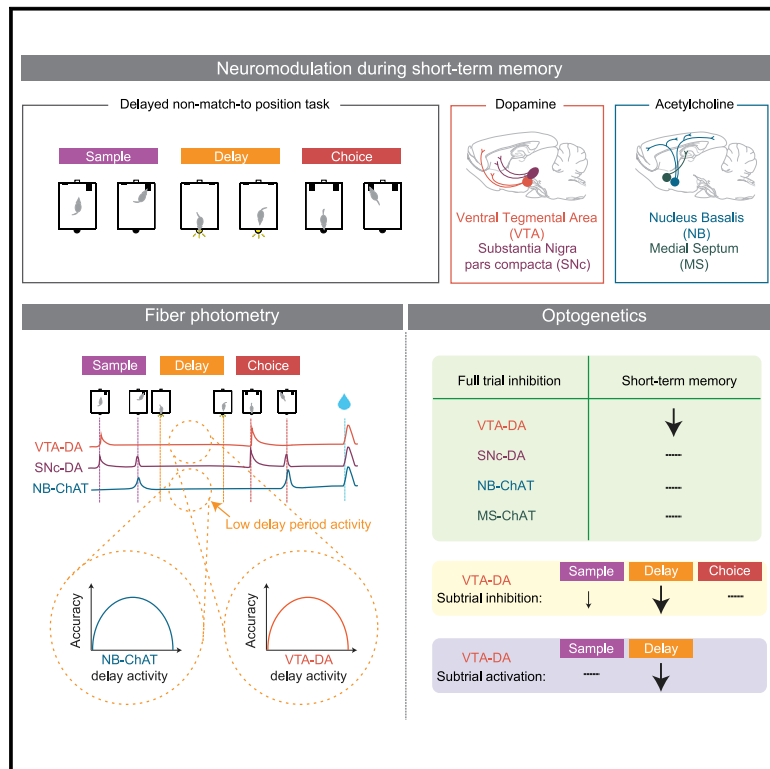 Neuromodulation during short-term memory
Delayed non-match-to position task
Sample
Delay
Choice
Dopamine
Ventral Tegmental Area
(VTA)
Substantia Nigra
pars compacta (SNc)
Acetylcholine
Nucleus Basalis
(NB)
Medial Septum
(MS)
Fiber photometry
Sample
Delay
Choice
VTA-DA
SNc-DA
NB-ChAT
Low delay period activity
Accuracy
NB-ChAT
delay activity
Accuracy
VTA-DA
delay activity
Optogenetics
Full trial inhibition
Short-term memory
VTA-DA
SNc-DA
NB-ChAT
MS-ChAT
Sample
Delay
Choice
VTA-DA
Subtrial inhibition:
Sample
Delay
VTA-DA
Subtrial activation: